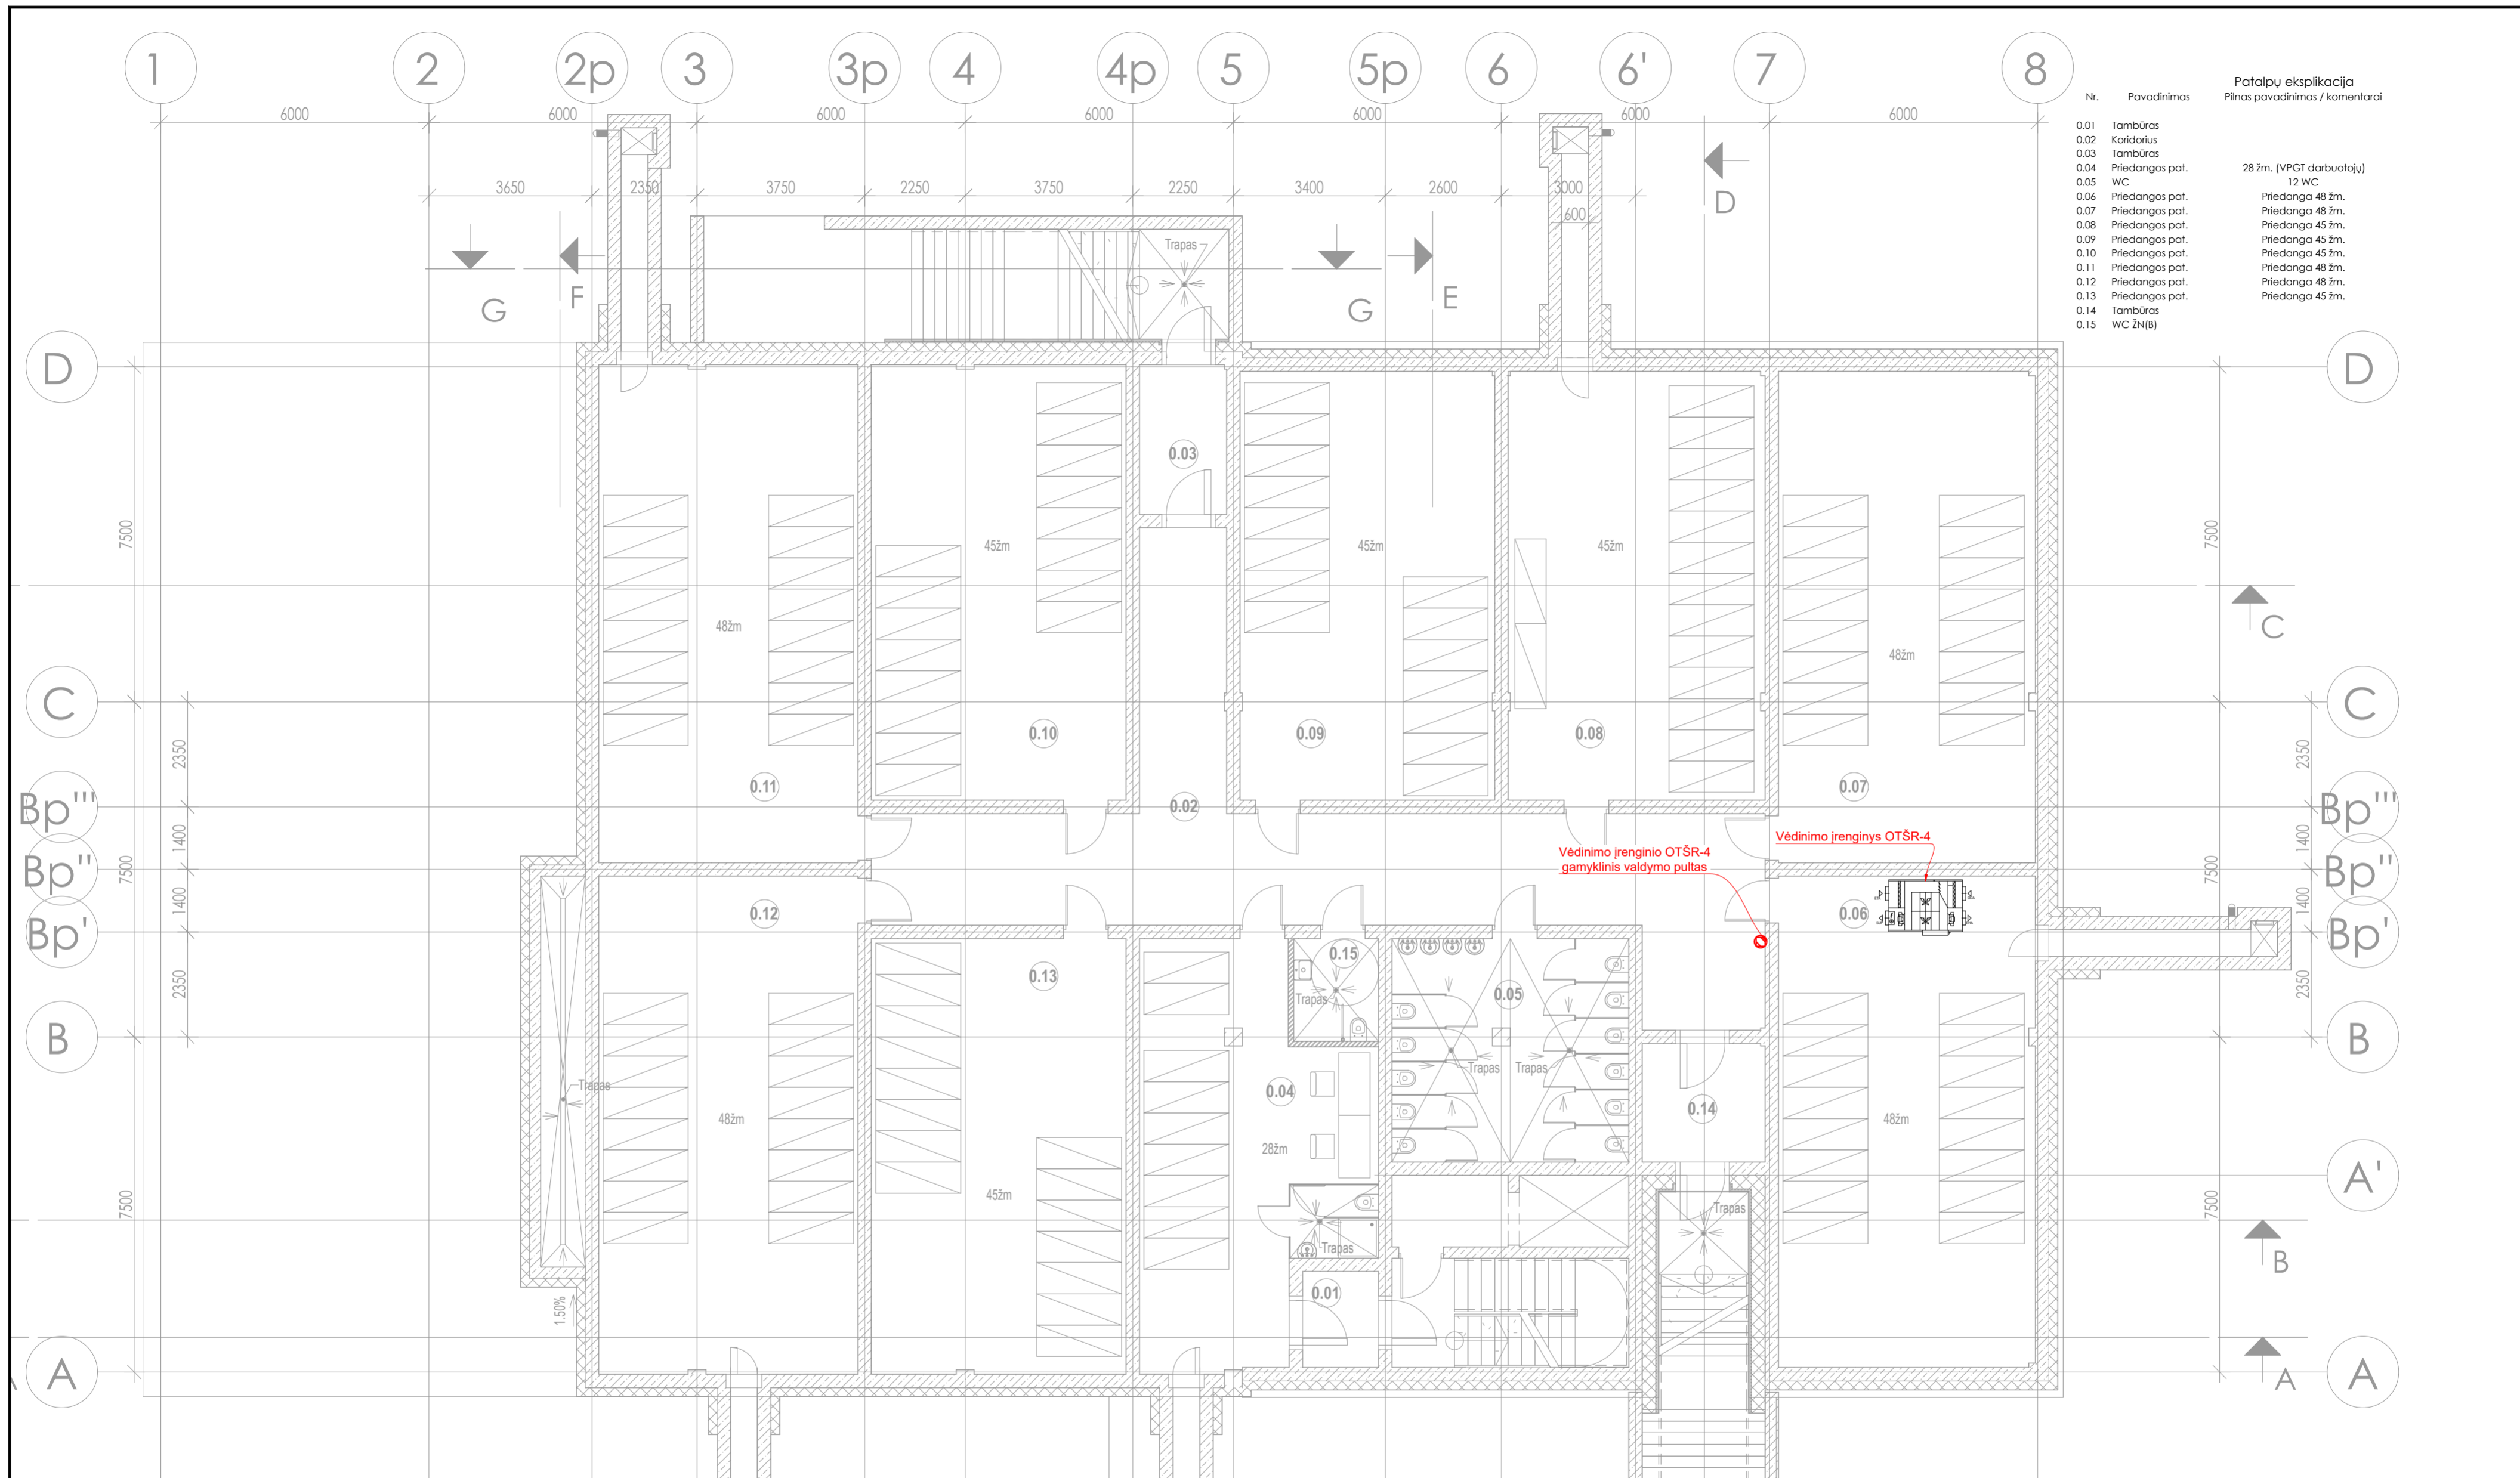 1 2 2p 3 3p 4 4p 5 5p 6 6' 7 8
Patalpų eksplikacija
Nr. Pavadinimas Pilnas pavadinimas / komentarai
0.01 Tambūras
0.02 Koridorius
0.03 Tambūras
0.04 Priedangos pat. 28 žm. (VPGT darbuotojų)
0.05 WC 12 WC
0.06 Priedangos pat. Priedanga 48 žm.
0.07 Priedangos pat. Priedanga 48 žm.
0.08 Priedangos pat. Priedanga 45 žm.
0.09 Priedangos pat. Priedanga 45 žm.
0.10 Priedangos pat. Priedanga 45 žm.
0.11 Priedangos pat. Priedanga 48 žm.
0.12 Priedangos pat. Priedanga 48 žm.
0.13 Priedangos pat. Priedanga 45 žm.
0.14 Tambūras
0.15 WC ŽN(B)
6000 6000 6000 6000 6000 6000 6000
3650 2350 3750 2250 3750 2250 3400 2600 3000
600
D
Trapas
G F G E
D D
0.03
7500 7500
45žm 45žm 45žm
48žm 48žm
C
C C
0.10 0.09 0.08
2350 2350
0.11 0.07
Bp''' 0.02 Bp'''
1400 1400
Vėdinimo įrenginys OTŠR-4
Vėdinimo įrenginio OTŠR-4
gamyklinis valdymo pultas
Bp'' 7500 7500 Bp''
1400 1400
0.12 0.06
Bp' Bp'
0.15
0.13
2350 2350
0.05
Trapas
B B
Trapas Trapas Trapas
0.04
0.14
48žm 48žm
28žm
A' A'
45žm
7500 7500
Trapas
Trapas
B
0.01
1.50%
A A
A